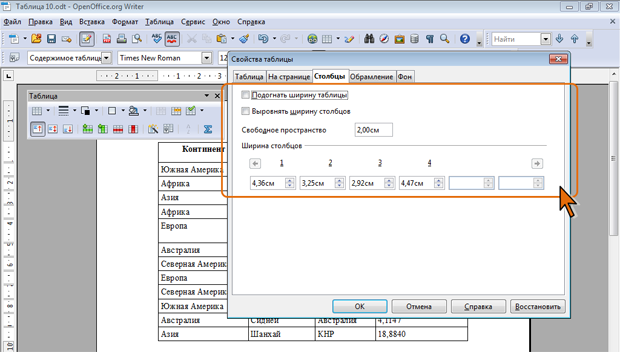 Таблица 10.odt - OpenOffice.org Writer
Файл Правка Вид Вставка Формат Таблица Сервис Окно Справка
Найти
Содержимое таблиц Times New Roman 12
Таблица
Континент
Южная Америка
Африка
Азия
Африка
Европа
Австралия
Северная Америка
Европа
Северная Америка
Южная Америка
Австралия Сидней Австралия 4,1147
Азия Шанхай КНР 18,8840
Свойства таблицы
Таблица На странице Столбцы Обрамление Фон
Подогнать ширину таблицы
Выровнять ширину столбцов
Свободное пространство 2,00см
Ширина столбцов
1 2 3 4
4,36см 3,25см 2,92см 4,47см
OK Отмена Справка Восстановить